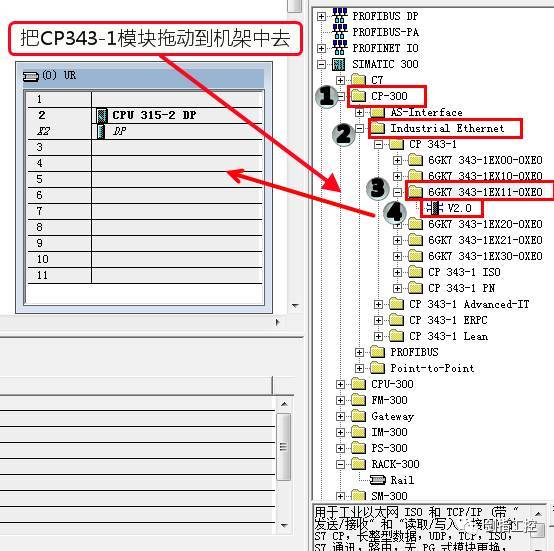 把CP343-1模块拖动到机架中去
(0) UR
1
2 CPU 315-2 DP
X2 DP
3
4
5
6
7
8
9
10
11
PROFIBUS DP
PROFIBUS-PA
PROFINET IO
SIMATIC 300
C7
1 CP-300
AS-Interface
2 Industrial Ethernet
CP 343-1
6GK7 343-1EX00-0XE0
6GK7 343-1EX10-0XE0
3 6GK7 343-1EX11-0XE0
4 V2.0
6GK7 343-1EX20-0XE0
6GK7 343-1EX21-0XE0
6GK7 343-1EX30-0XE0
CP 343-1 ISO
CP 343-1 PN
CP 343-1 Advanced-IT
CP 343-1 ERPC
CP 343-1 Lean
PROFIBUS
Point-to-Point
CPU-300
FM-300
Gateway
IM-300
PS-300
RACK-300
Rail
SM-300
用于工业以太网 ISO 和 TCP/IP（带 "
发送/接收" 和 "读取/写入"
S7 CP，长整型数据，UDP，TCP，ISO，
S7 通讯，路由，无 PG 式模块更换，